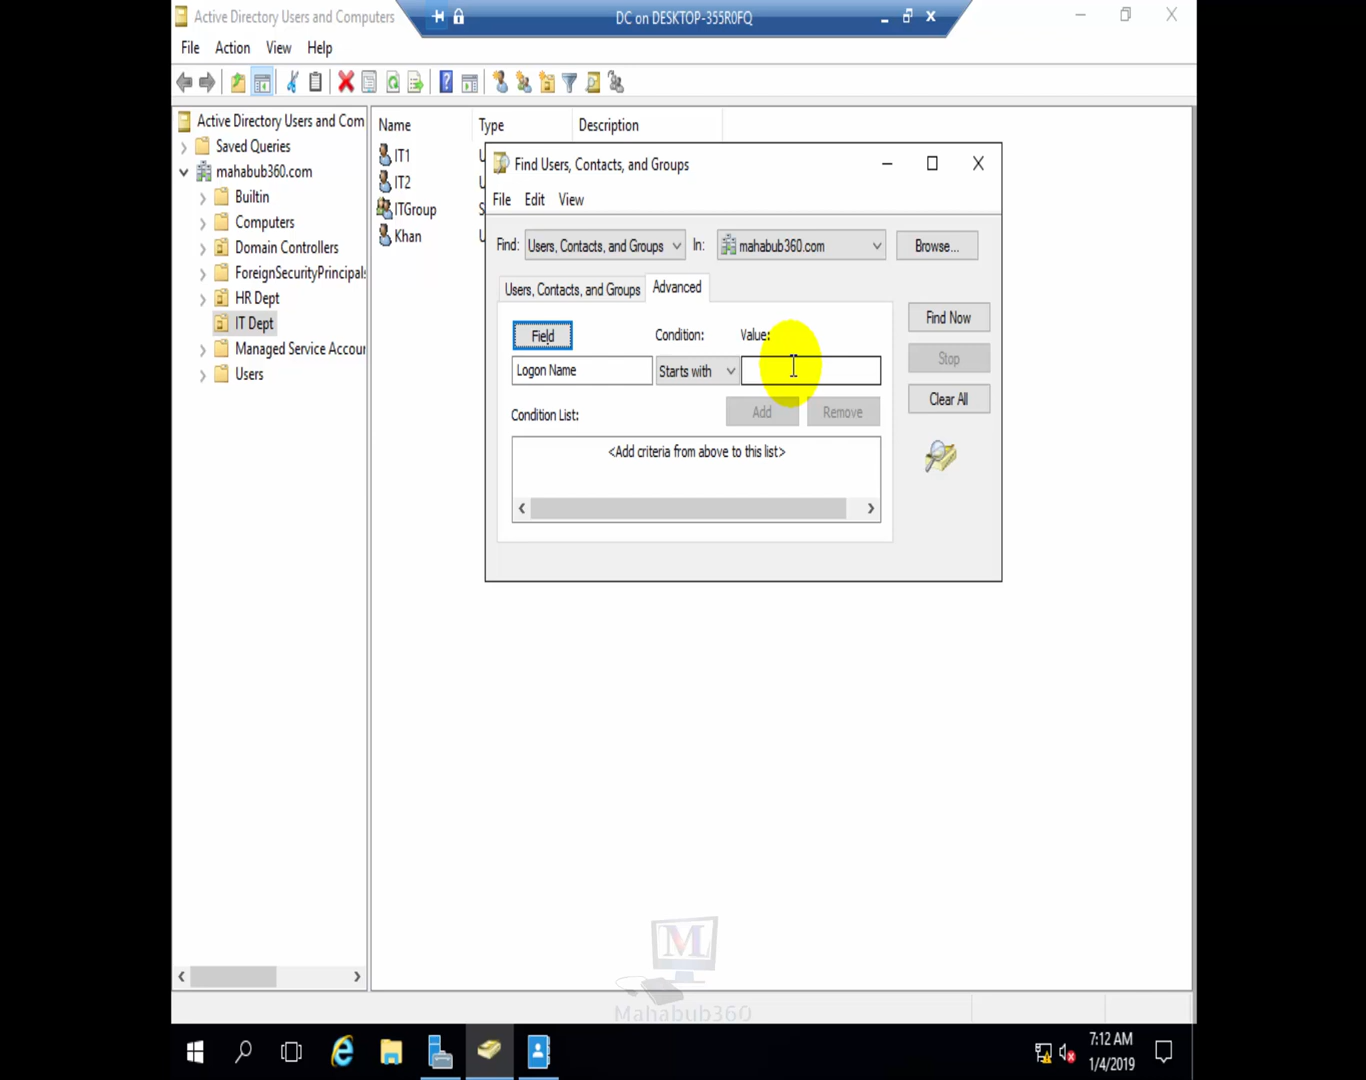 Active Directory Users and Computers
DC on DESKTOP-355R0FQ
File Action View Help
Active Directory Users and Com
Saved Queries
mahabub360.com
Builtin
Computers
Domain Controllers
ForeignSecurityPrincipals
HR Dept
IT Dept
Managed Service Accour
Users
Name Type Description
IT1 U
IT2 U
ITGroup S
Khan U
Find Users, Contacts, and Groups
File Edit View
Find: Users, Contacts, and Groups In: mahabub360.com Browse...
Users, Contacts, and Groups Advanced
Field Condition: Value:
Logon Name Starts with
Condition List: Add Remove
<Add criteria from above to this list>
Find Now
Stop
Clear All
M
Mahabub360
7:12 AM
1/4/2019